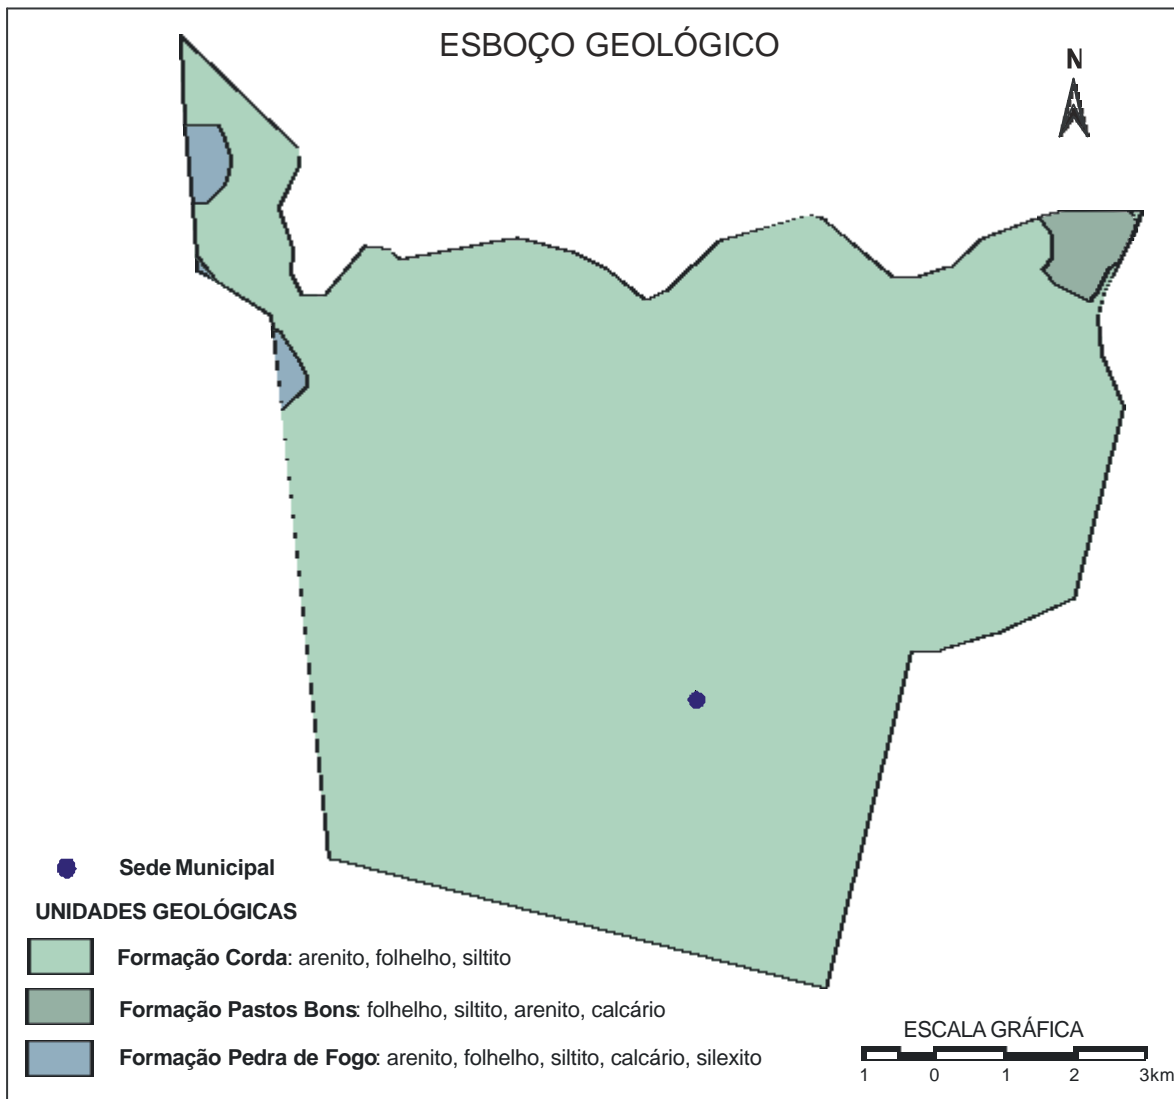 ESBOÇO GEOLÓGICO
N
Sede Municipal
UNIDADES GEOLÓGICAS
Formação Corda: arenito, folhelho, siltito
Formação Pastos Bons: folhelho, siltito, arenito, calcário
Formação Pedra de Fogo: arenito, folhelho, siltito, calcário, silexito
ESCALA GRÁFICA
1 0 1 2 3km